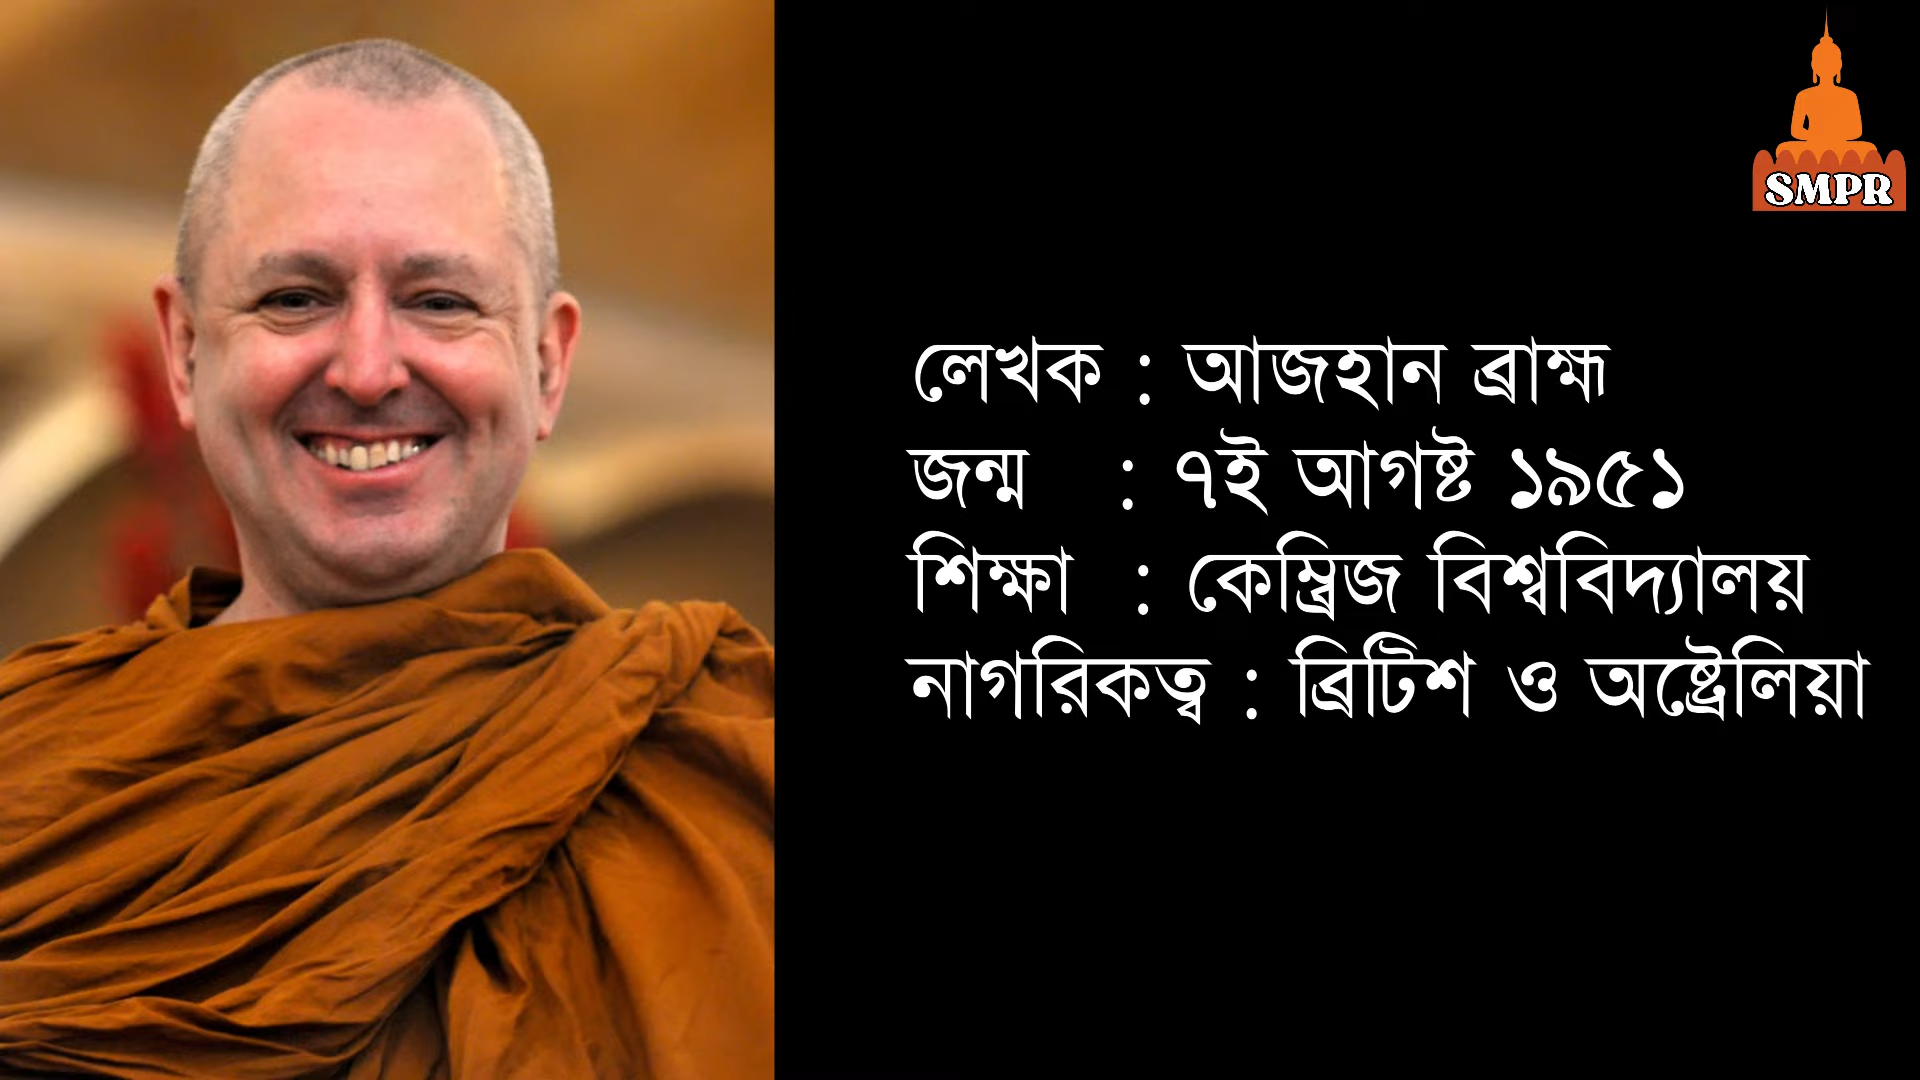 SMPR
লেখক : আজহান ব্রাহ্ম
জন্ম : ৭ই আগষ্ট ১৯৫১
শিক্ষা : কেম্ব্রিজ বিশ্ববিদ্যালয়
নাগরিকত্ব : ব্রিটিশ ও অষ্ট্রেলিয়া